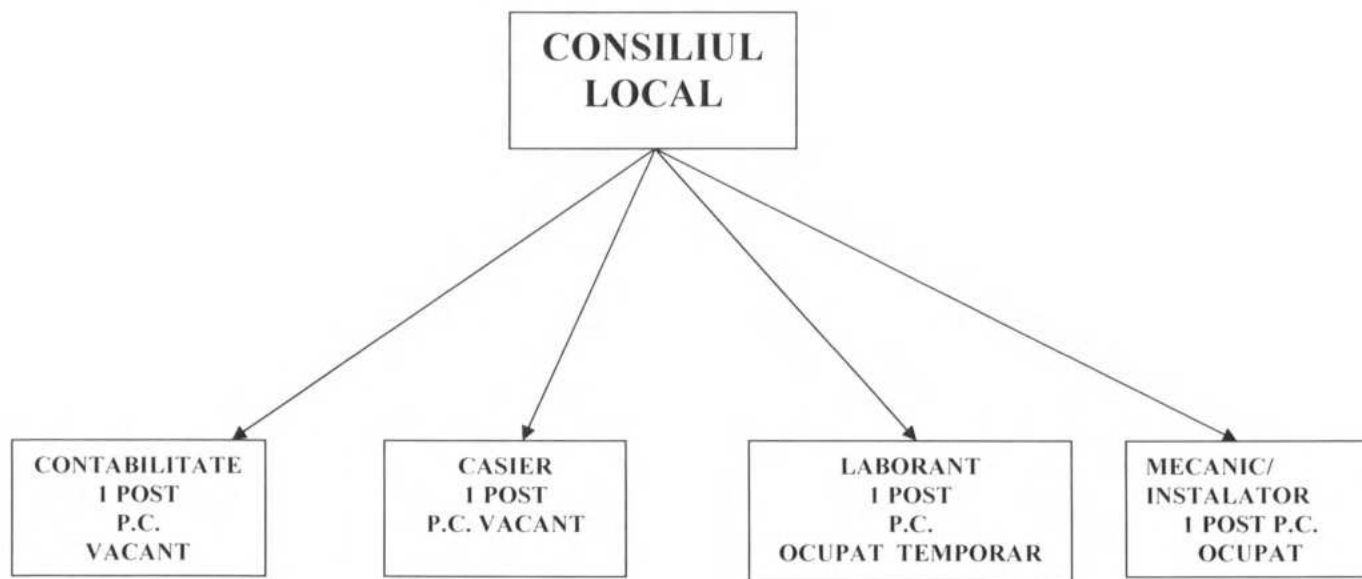 CONSILIUL
LOCAL
CONTABILITATE
1 POST
P.C.
VACANT
CASIER
1 POST
P.C. VACANT
LABORANT
1 POST
P.C.
OCUPAT TEMPORAR
MECANIC/
INSTALATOR
1 POST P.C.
OCUPAT